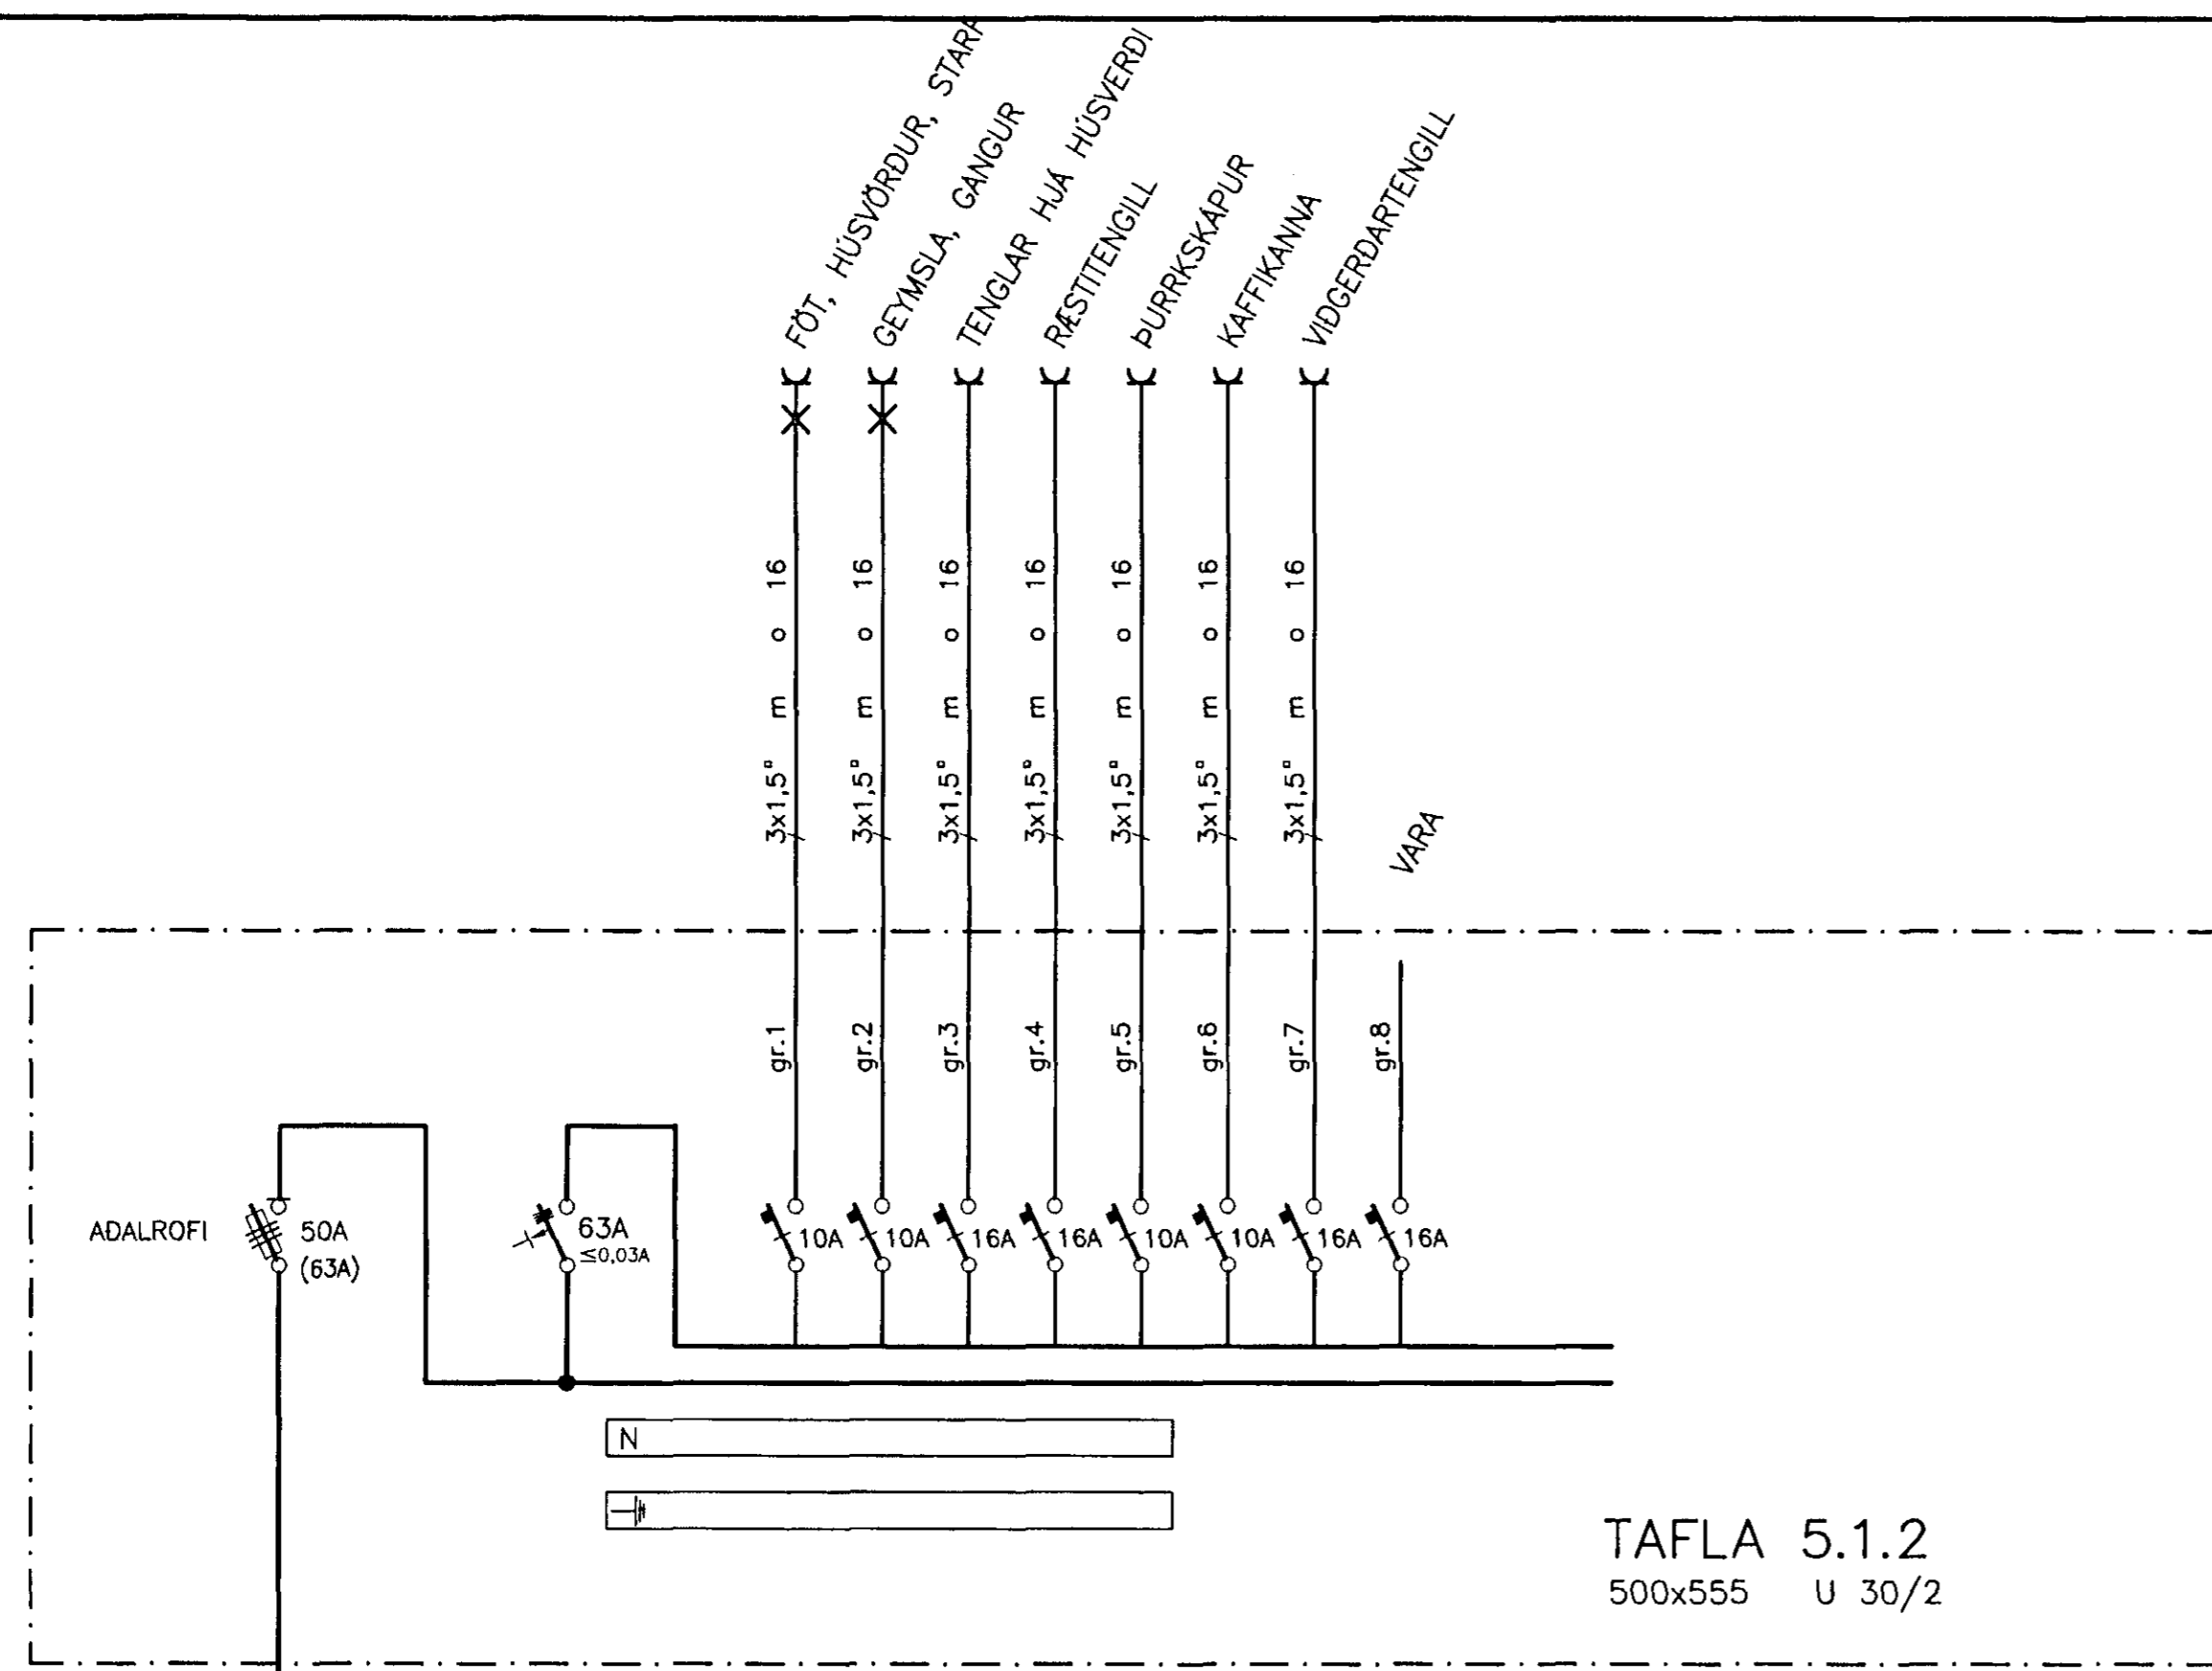 FÖT, HÚSVÖRÐUR,
GEYMSLA, GANGUR
TENGLAR HJÁ HÚSVERÐI
RÆSTITENGILL
ÞURRKSKÁPUR
KAFFIKANNA
VIÐGERÐARTENGILL
3x1,5▫ m o 16
3x1,5▫ m o 16
3x1,5▫ m o 16
3x1,5▫ m o 16
3x1,5▫ m o 16
3x1,5▫ m o 16
3x1,5▫ m o 16
VARA
gr.1
gr.2
gr.3
gr.4
gr.5
gr.6
gr.7
gr.8
AÐALROFI
50A
(63A)
63A
≤0,03A
10A
10A
16A
16A
10A
10A
16A
16A
N
TAFLA 5.1.2
500x555 U 30/2